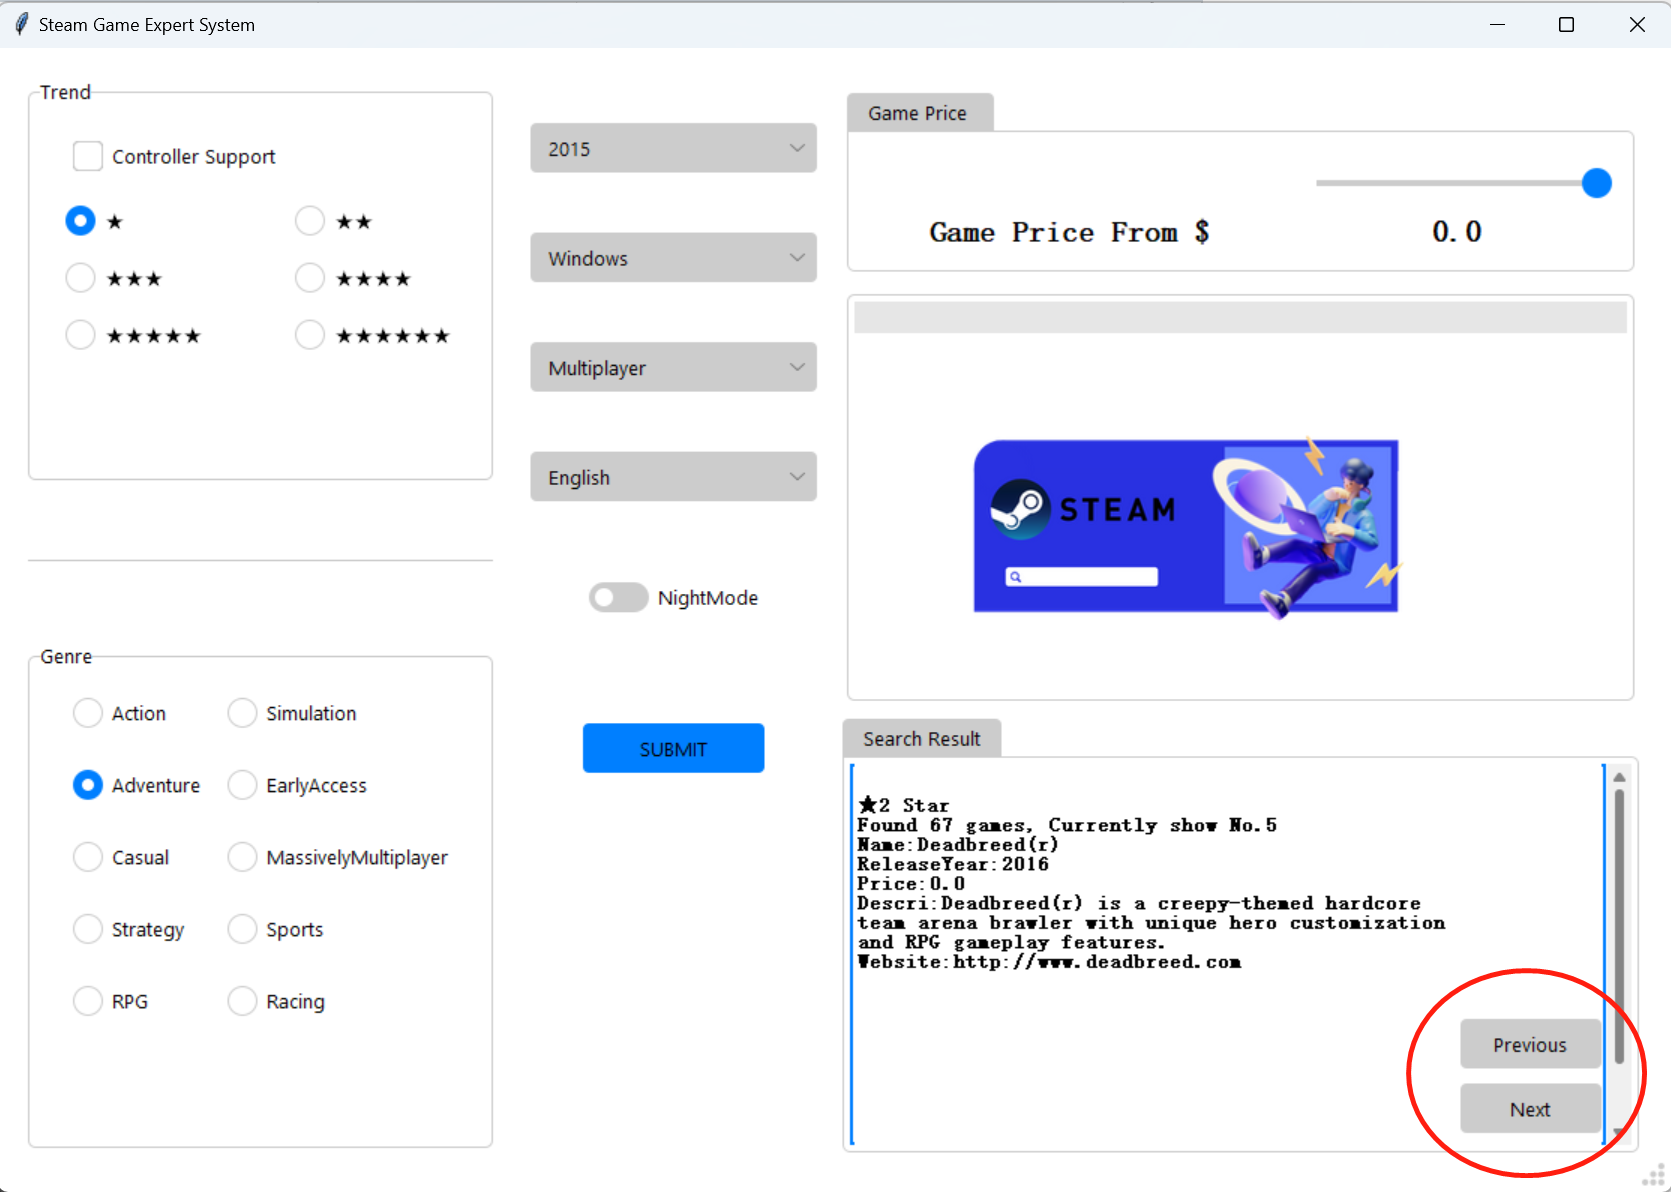 Steam Game Expert System
Trend
Controller Support
★
★★
★★★
★★★★
★★★★★
★★★★★★
Genre
Action
Simulation
Adventure
EarlyAccess
Casual
MassivelyMultiplayer
Strategy
Sports
RPG
Racing
2015
Windows
Multiplayer
English
NightMode
SUBMIT
Game Price
Game Price From $ 0.0
STEAM
Search Result
★2 Star
Found 67 games, Currently show No.5
Name:Deadbreed(r)
ReleaseYear:2016
Price:0.0
Descri:Deadbreed(r) is a creepy-themed hardcore
team arena brawler with unique hero customization
and RPG gameplay features.
Website:http://www.deadbreed.com
Previous
Next